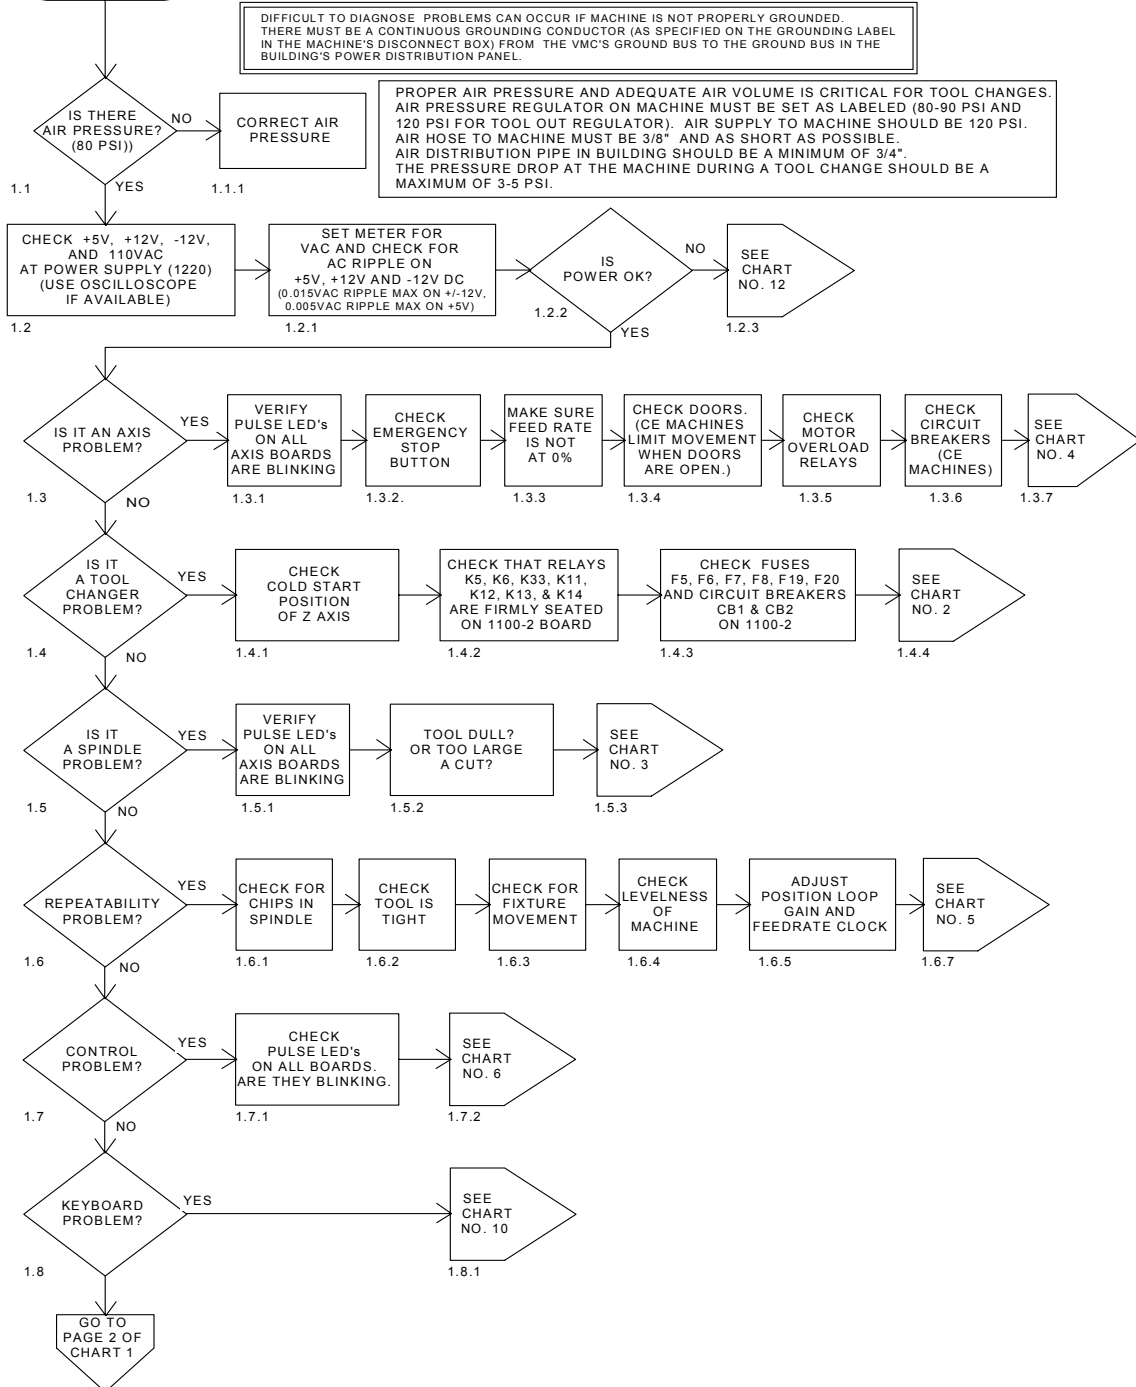 DIFFICULT TO DIAGNOSE PROBLEMS CAN OCCUR IF MACHINE IS NOT PROPERLY GROUNDED.
THERE MUST BE A CONTINUOUS GROUNDING CONDUCTOR (AS SPECIFIED ON THE GROUNDING LABEL
IN THE MACHINE'S DISCONNECT BOX) FROM THE VMC'S GROUND BUS TO THE GROUND BUS IN THE
BUILDING'S POWER DISTRIBUTION PANEL.
IS THERE
AIR PRESSURE?
(80 PSI))
1.1
NO
YES
CORRECT AIR
PRESSURE
1.1.1
PROPER AIR PRESSURE AND ADEQUATE AIR VOLUME IS CRITICAL FOR TOOL CHANGES.
AIR PRESSURE REGULATOR ON MACHINE MUST BE SET AS LABELED (80-90 PSI AND
120 PSI FOR TOOL OUT REGULATOR). AIR SUPPLY TO MACHINE SHOULD BE 120 PSI.
AIR HOSE TO MACHINE MUST BE 3/8" AND AS SHORT AS POSSIBLE.
AIR DISTRIBUTION PIPE IN BUILDING SHOULD BE A MINIMUM OF 3/4".
THE PRESSURE DROP AT THE MACHINE DURING A TOOL CHANGE SHOULD BE A
MAXIMUM OF 3-5 PSI.
CHECK +5V, +12V, -12V,
AND 110VAC
AT POWER SUPPLY (1220)
(USE OSCILLOSCOPE
IF AVAILABLE)
1.2
SET METER FOR
VAC AND CHECK FOR
AC RIPPLE ON
+5V, +12V AND -12V DC
(0.015VAC RIPPLE MAX ON +/-12V,
0.005VAC RIPPLE MAX ON +5V)
1.2.1
IS
POWER OK?
1.2.2
NO
YES
SEE
CHART
NO. 12
1.2.3
IS IT AN AXIS
PROBLEM?
1.3
YES
NO
VERIFY
PULSE LED's
ON ALL
AXIS BOARDS
ARE BLINKING
1.3.1
CHECK
EMERGENCY
STOP
BUTTON
1.3.2.
MAKE SURE
FEED RATE
IS NOT
AT 0%
1.3.3
CHECK DOORS.
(CE MACHINES
LIMIT MOVEMENT
WHEN DOORS
ARE OPEN.)
1.3.4
CHECK
MOTOR
OVERLOAD
RELAYS
1.3.5
CHECK
CIRCUIT
BREAKERS
(CE
MACHINES)
1.3.6
SEE
CHART
NO. 4
1.3.7
IS IT
A TOOL
CHANGER
PROBLEM?
1.4
YES
NO
CHECK
COLD START
POSITION
OF Z AXIS
1.4.1
CHECK THAT RELAYS
K5, K6, K33, K11,
K12, K13, & K14
ARE FIRMLY SEATED
ON 1100-2 BOARD
1.4.2
CHECK FUSES
F5, F6, F7, F8, F19, F20
AND CIRCUIT BREAKERS
CB1 & CB2
ON 1100-2
1.4.3
SEE
CHART
NO. 2
1.4.4
IS IT
A SPINDLE
PROBLEM?
1.5
YES
NO
VERIFY
PULSE LED's
ON ALL
AXIS BOARDS
ARE BLINKING
1.5.1
TOOL DULL?
OR TOO LARGE
A CUT?
1.5.2
SEE
CHART
NO. 3
1.5.3
REPEATABILITY
PROBLEM?
1.6
YES
NO
CHECK FOR
CHIPS IN
SPINDLE
1.6.1
CHECK
TOOL IS
TIGHT
1.6.2
CHECK FOR
FIXTURE
MOVEMENT
1.6.3
CHECK
LEVELNESS
OF
MACHINE
1.6.4
ADJUST
POSITION LOOP
GAIN AND
FEEDRATE CLOCK
1.6.5
SEE
CHART
NO. 5
1.6.7
CONTROL
PROBLEM?
1.7
YES
NO
CHECK
PULSE LED's
ON ALL BOARDS.
ARE THEY BLINKING.
1.7.1
SEE
CHART
NO. 6
1.7.2
KEYBOARD
PROBLEM?
1.8
YES
SEE
CHART
NO. 10
1.8.1
GO TO
PAGE 2 OF
CHART 1